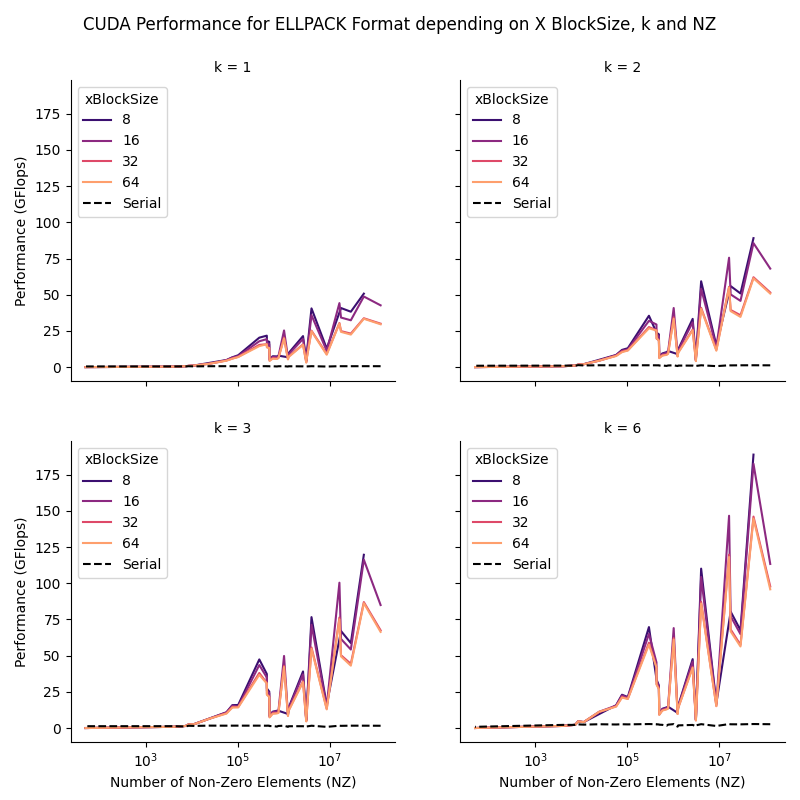 CUDA Performance for ELLPACK Format depending on X BlockSize, k and NZ
k = 1
k = 2
xBlockSize
8
16
32
64
Serial
xBlockSize
8
16
32
64
Serial
175
150
125
100
75
50
25
0
Performance (GFlops)
k = 3
k = 6
xBlockSize
8
16
32
64
Serial
xBlockSize
8
16
32
64
Serial
175
150
125
100
75
50
25
0
Performance (GFlops)
10³ 10⁵ 10⁷
10³ 10⁵ 10⁷
Number of Non-Zero Elements (NZ)
Number of Non-Zero Elements (NZ)